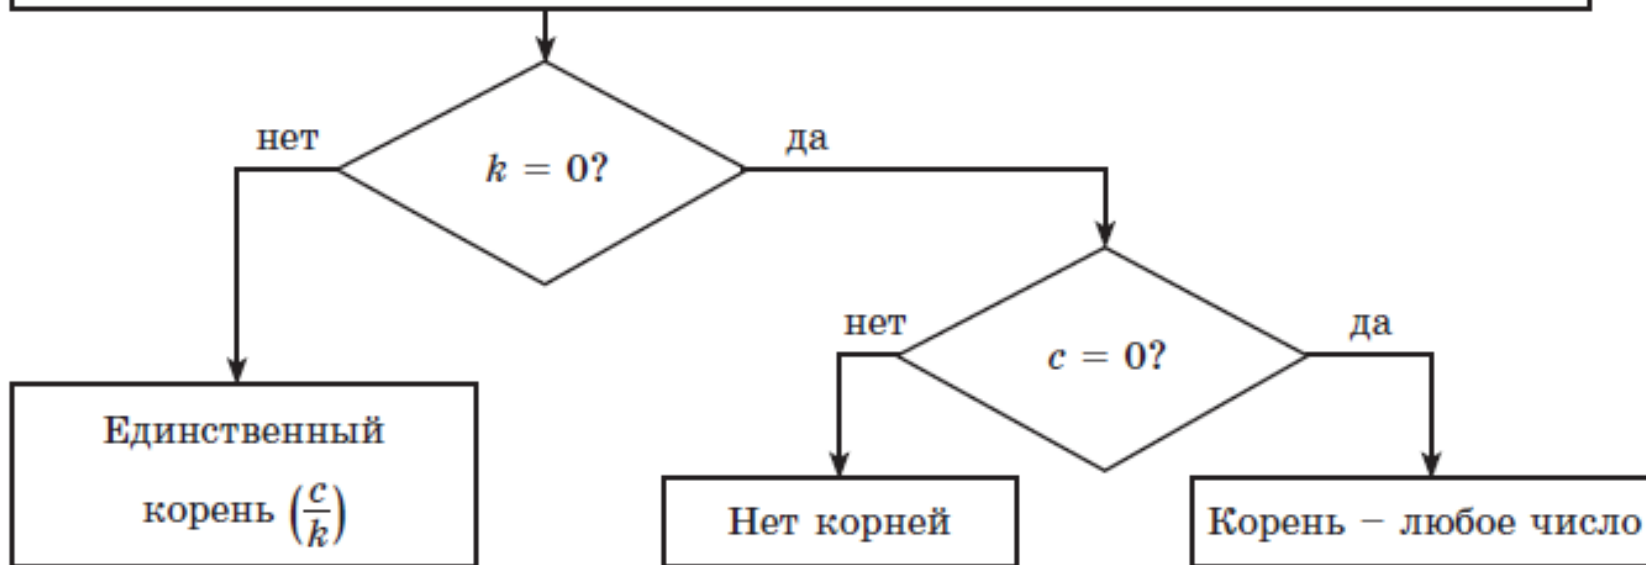 нет
k = 0?
да
нет
c = 0?
да
Единственный
корень (c/k)
Нет корней
Корень – любое число